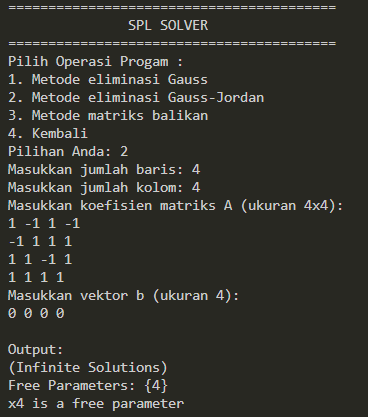 =========================================
SPL SOLVER
=========================================
Pilih Operasi Progam :
1. Metode eliminasi Gauss
2. Metode eliminasi Gauss-Jordan
3. Metode matriks balikan
4. Kembali
Pilihan Anda: 2
Masukkan jumlah baris: 4
Masukkan jumlah kolom: 4
Masukkan koefisien matriks A (ukuran 4x4):
1 -1 1 -1
-1 1 1 1
1 1 -1 1
1 1 1 1
Masukkan vektor b (ukuran 4):
0 0 0 0
Output:
(Infinite Solutions)
Free Parameters: {4}
x4 is a free parameter